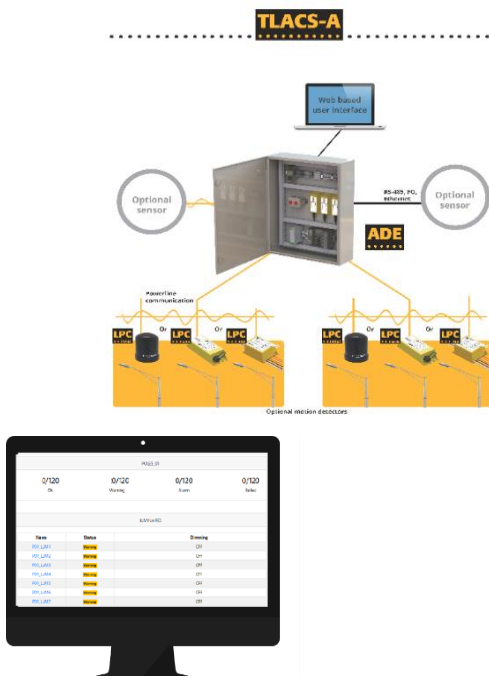 TLACS-A
Web based
user interface
Optional
sensor
RS-485, I²O,
Ethernet
Optional
sensor
ADE
Powerline
communication
LPC
Or
LPC
Or
LPC
LPC
Or
LPC
Or
LPC
Optional motion detectors
0/120
0/120
0/120
0/120
Ok
Warning
Alarm
Failed
Name Status Dimming
Warning Off
Warning Off
Warning Off
Warning Off
Warning Off
Warning Off
Warning Off